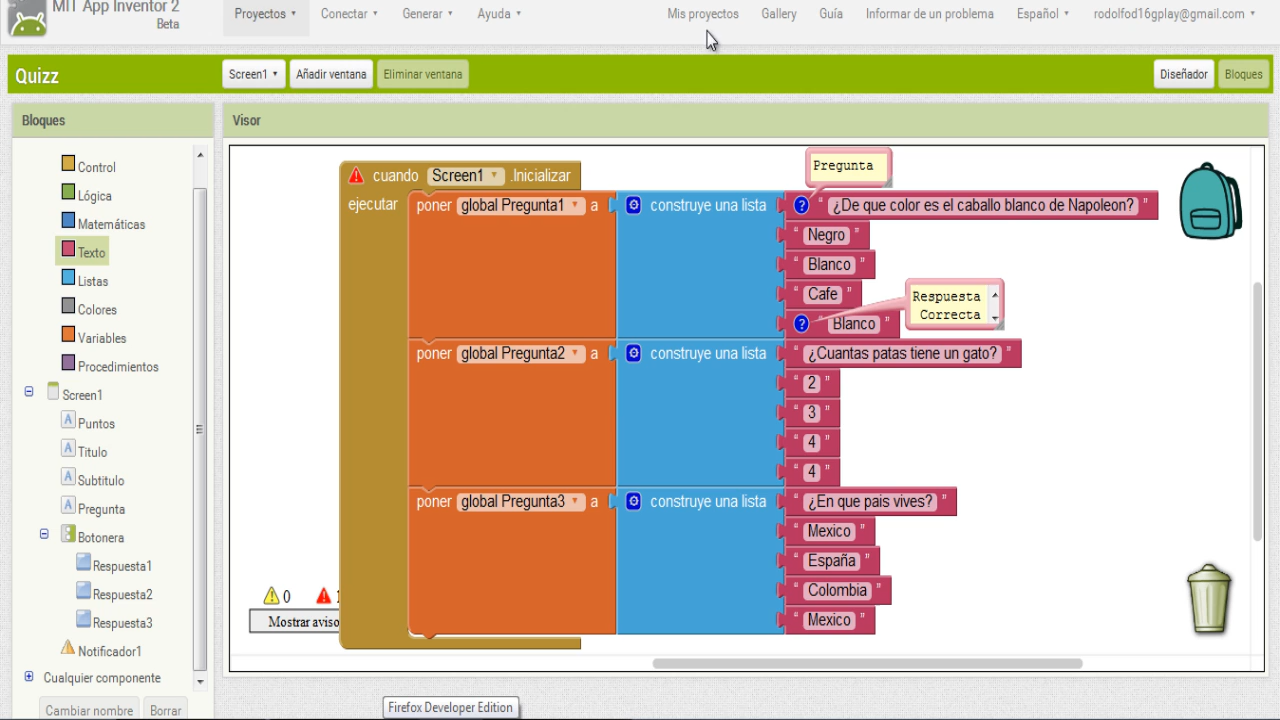 MIT App Inventor 2
Beta
Proyectos
Conectar
Generar
Ayuda
Mis proyectos
Gallery
Guía
Informar de un problema
Español
rodolfod16gplay@gmail.com
Quizz
Screen1
Añadir ventana
Eliminar ventana
Diseñador
Bloques
Bloques
Control
Lógica
Matemáticas
Texto
Listas
Colores
Variables
Procedimientos
Screen1
Puntos
Titulo
Subtitulo
Pregunta
Botonera
Respuesta1
Respuesta2
Respuesta3
Notificador1
Cualquier componente
Cambiar nombre
Borrar
Visor
Pregunta
cuando Screen1 .Inicializar
ejecutar
poner global Pregunta1 a
construye una lista
“ ¿De que color es el caballo blanco de Napoleon? ”
“ Negro ”
“ Blanco ”
“ Cafe ”
Respuesta
Correcta
“ Blanco ”
poner global Pregunta2 a
construye una lista
“ ¿Cuantas patas tiene un gato? ”
“ 2 ”
“ 3 ”
“ 4 ”
“ 4 ”
poner global Pregunta3 a
construye una lista
“ ¿En que pais vives? ”
“ Mexico ”
“ España ”
“ Colombia ”
“ Mexico ”
0
Mostrar aviso
Firefox Developer Edition